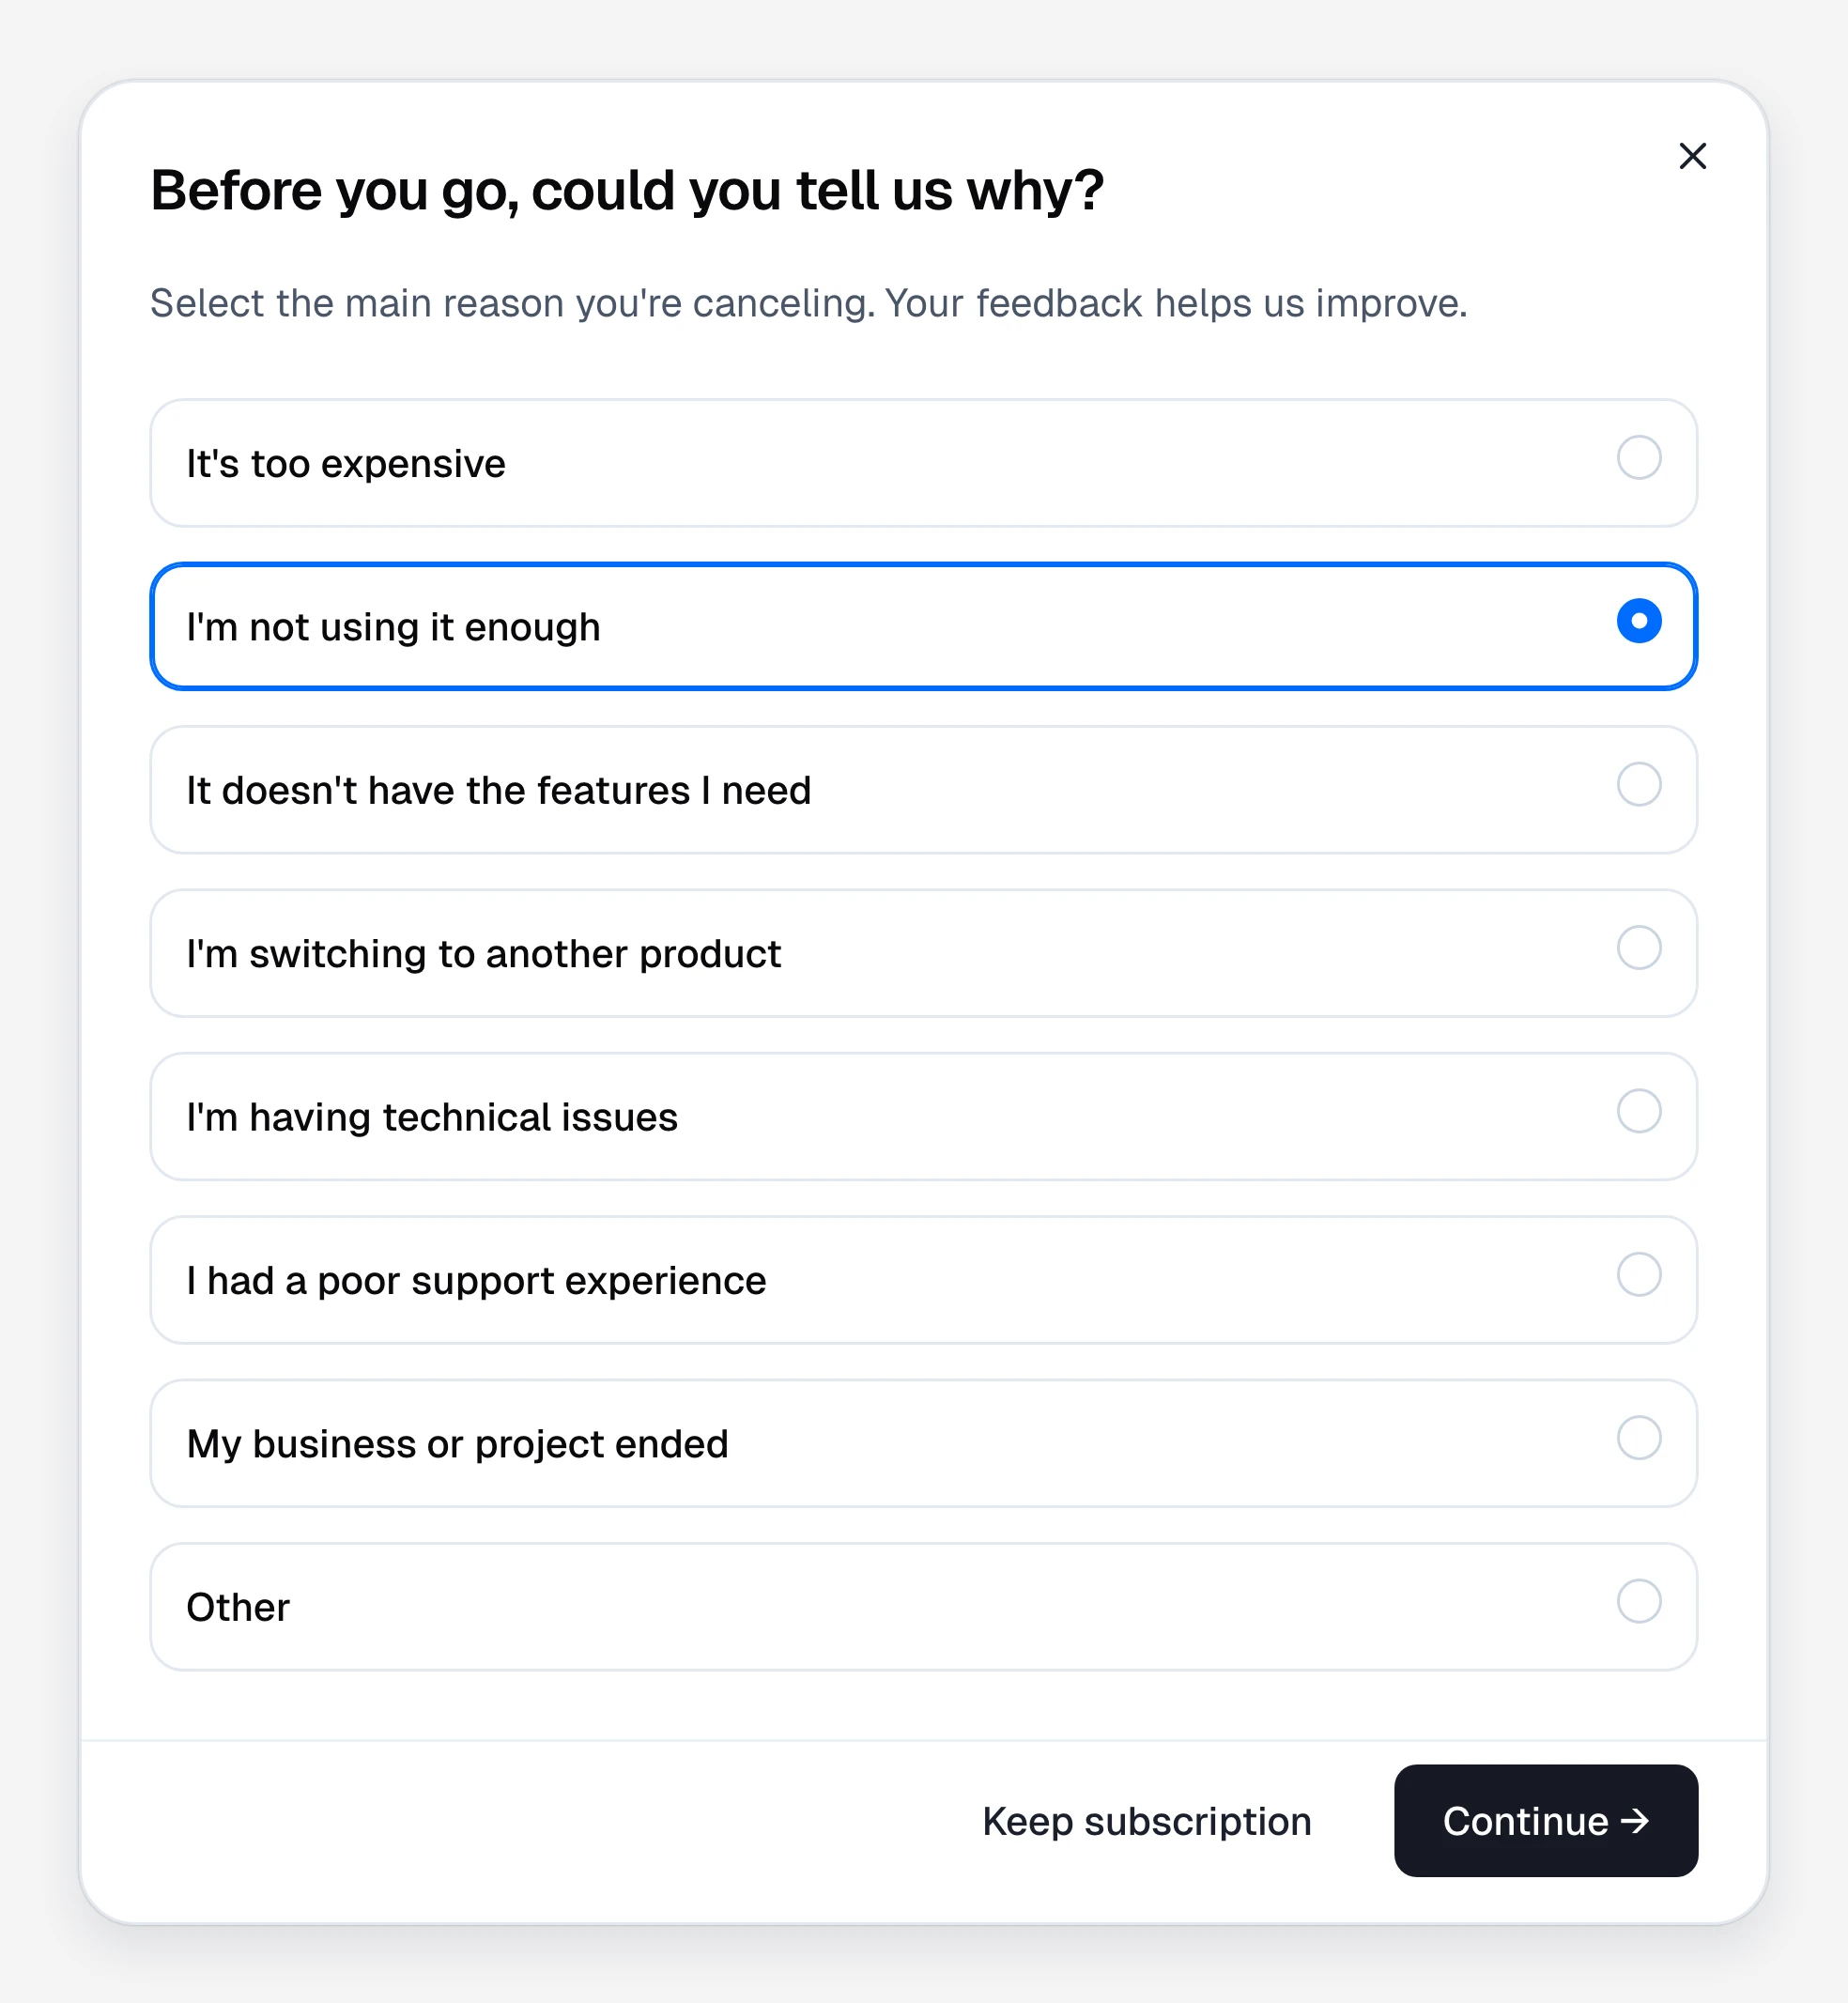 Before you go, could you tell us why?
Select the main reason you're canceling. Your feedback helps us improve.
It's too expensive
I'm not using it enough
It doesn't have the features I need
I'm switching to another product
I'm having technical issues
I had a poor support experience
My business or project ended
Other
Keep subscription
Continue →